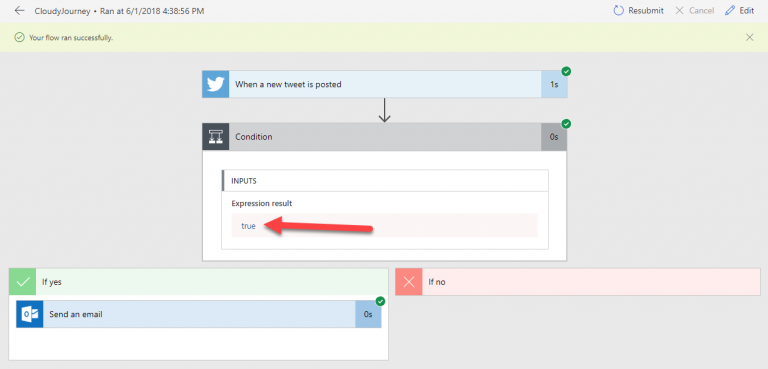 CloudyJourney • Ran at 6/1/2018 4:38:56 PM
Resubmit
Cancel
Edit
Your flow ran successfully.
When a new tweet is posted
1s
Condition
0s
INPUTS
Expression result
true
If yes
If no
Send an email
0s